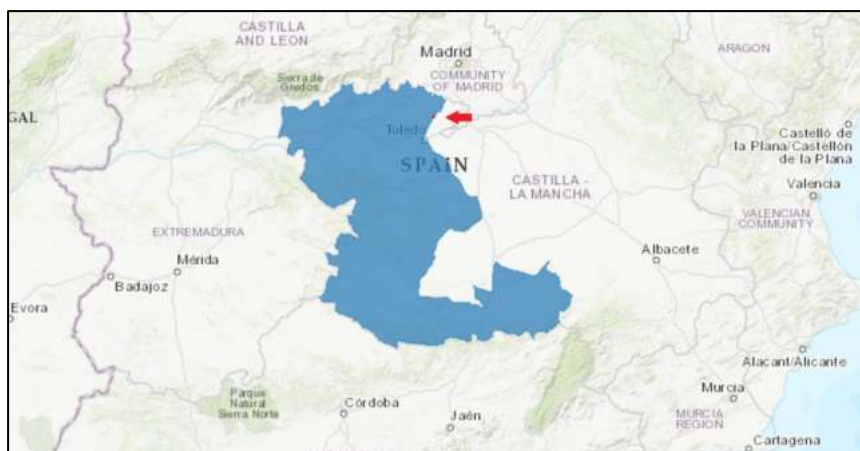 CASTILLA
AND LEON
Madrid
ARAGON
Sierra de
Gredos
COMMUNITY
OF MADRID
GAL
Toledo
Castelló de
la Plana/Castellón
de la Plana
SPAIN
CASTILLA -
LA MANCHA
Valencia
VALENCIAN
COMMUNITY
EXTREMADURA
Mérida
Albacete
Badajoz
Evora
Alacant/Alicante
Parque
Natural
Sierra Norte
Córdoba
Jaén
Murcia
MURCIA
REGION
Cartagena